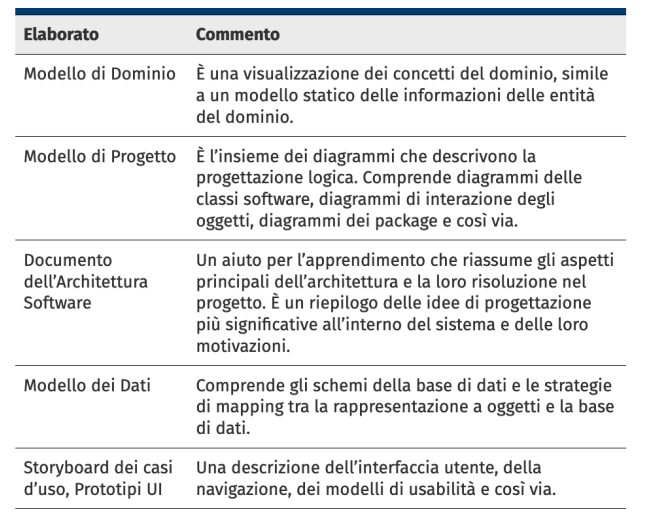 Elaborato Commento
Modello di Dominio È una visualizzazione dei concetti del dominio, simile
a un modello statico delle informazioni delle entità
del dominio.
Modello di Progetto È l’insieme dei diagrammi che descrivono la
progettazione logica. Comprende diagrammi delle
classi software, diagrammi di interazione degli
oggetti, diagrammi dei package e così via.
Documento Un aiuto per l’apprendimento che riassume gli aspetti
dell’Architettura principali dell’architettura e la loro risoluzione nel
Software progetto. È un riepilogo delle idee di progettazione
più significative all’interno del sistema e delle loro
motivazioni.
Modello dei Dati Comprende gli schemi della base di dati e le strategie
di mapping tra la rappresentazione a oggetti e la base
di dati.
Storyboard dei casi Una descrizione dell’interfaccia utente, della
d’uso, Prototipi UI navigazione, dei modelli di usabilità e così via.